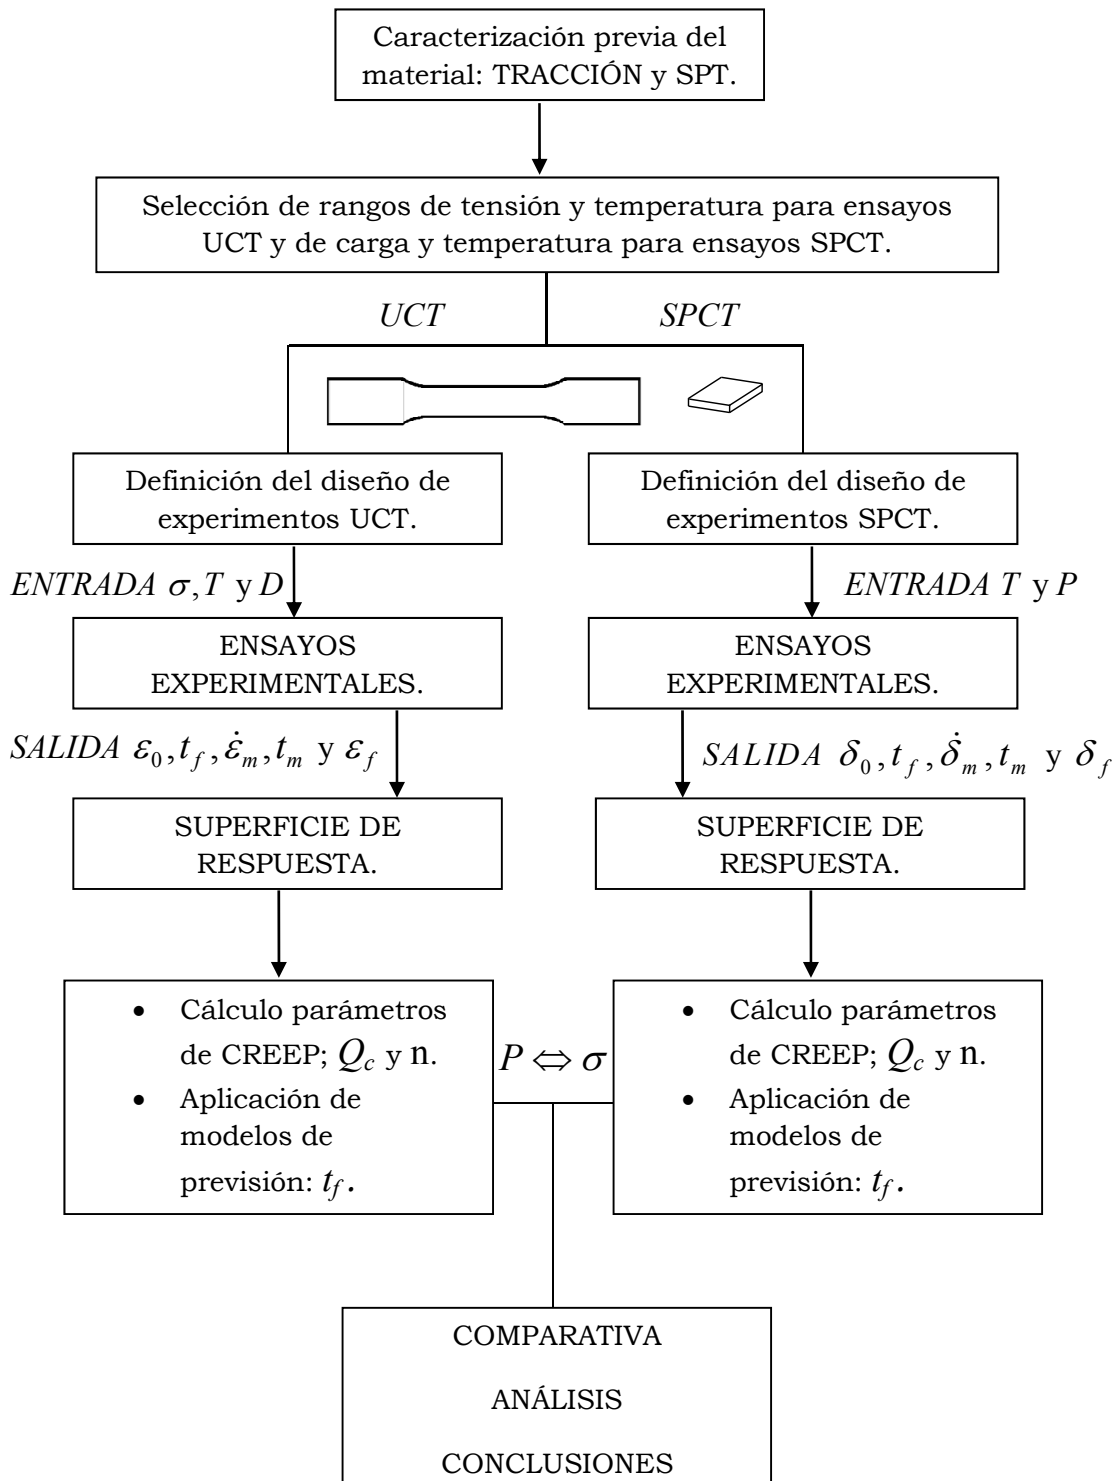 Caracterización previa del
material: TRACCIÓN y SPT.
Selección de rangos de tensión y temperatura para ensayos
UCT y de carga y temperatura para ensayos SPCT.
UCT
SPCT
Definición del diseño de
experimentos UCT.
Definición del diseño de
experimentos SPCT.
ENTRADA σ, T y D
ENTRADA T y P
ENSAYOS
EXPERIMENTALES.
ENSAYOS
EXPERIMENTALES.
SALIDA ε₀, t_f, ε̇_m, t_m y ε_f
SALIDA δ₀, t_f, δ̇_m, t_m y δ_f
SUPERFICIE DE
RESPUESTA.
SUPERFICIE DE
RESPUESTA.
• Cálculo parámetros
de CREEP; Q_c y n.
• Aplicación de
modelos de
previsión: t_f.
P ⇔ σ
• Cálculo parámetros
de CREEP; Q_c y n.
• Aplicación de
modelos de
previsión: t_f.
COMPARATIVA
ANÁLISIS
CONCLUSIONES